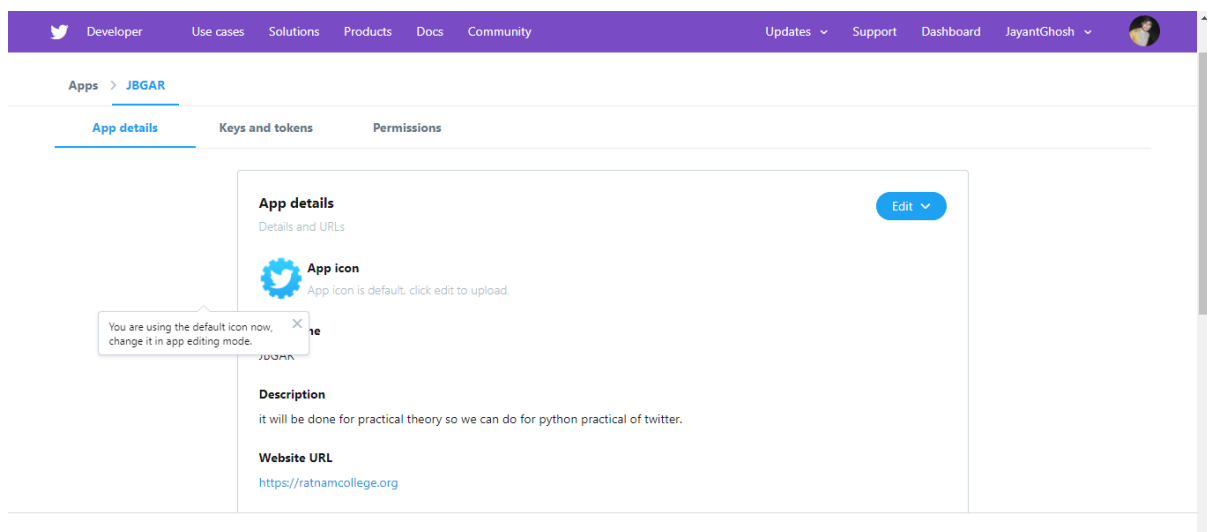 Developer Use cases Solutions Products Docs Community Updates Support Dashboard JayantGhosh
Apps > JBGAR
App details Keys and tokens Permissions
App details
Edit
Details and URLs
App icon
App icon is default, click edit to upload.
You are using the default icon now,
change it in app editing mode.
JBGAR
Description
it will be done for practical theory so we can do for python practical of twitter.
Website URL
https://ratnamcollege.org